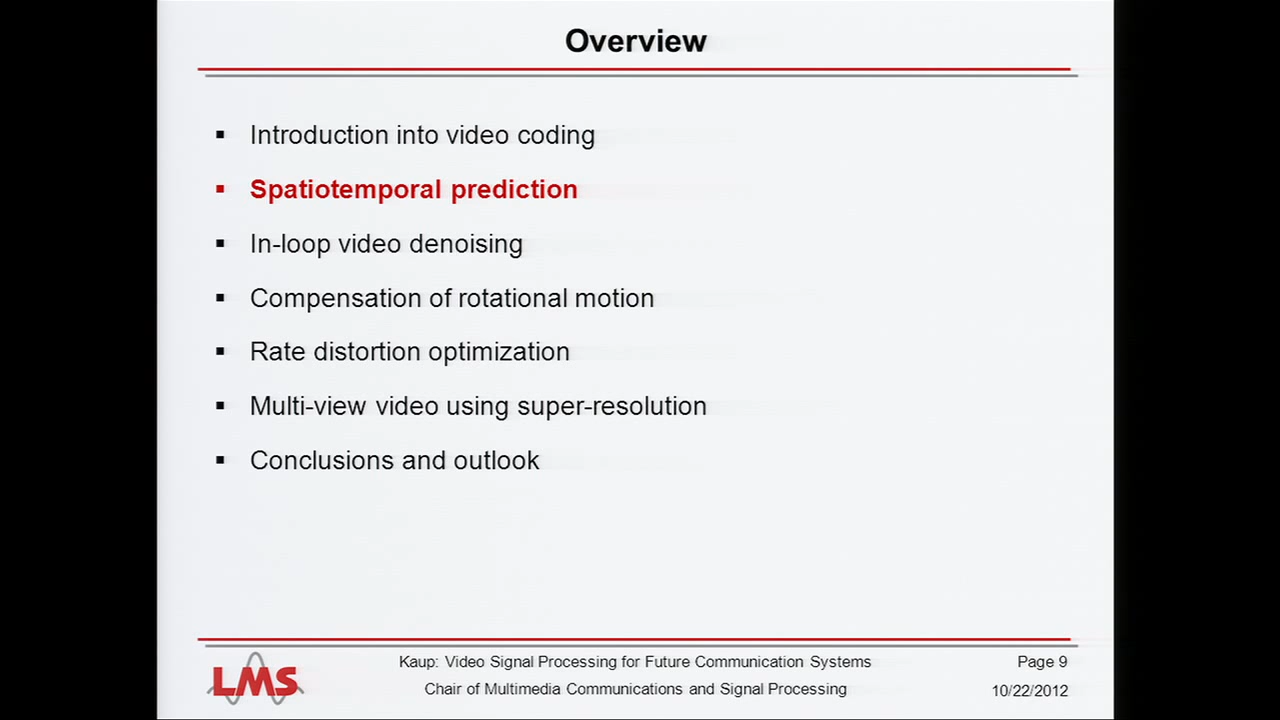 Overview
▪ Introduction into video coding
▪ Spatiotemporal prediction
▪ In-loop video denoising
▪ Compensation of rotational motion
▪ Rate distortion optimization
▪ Multi-view video using super-resolution
▪ Conclusions and outlook
LMS
Kaup: Video Signal Processing for Future Communication Systems
Page 9
Chair of Multimedia Communications and Signal Processing
10/22/2012